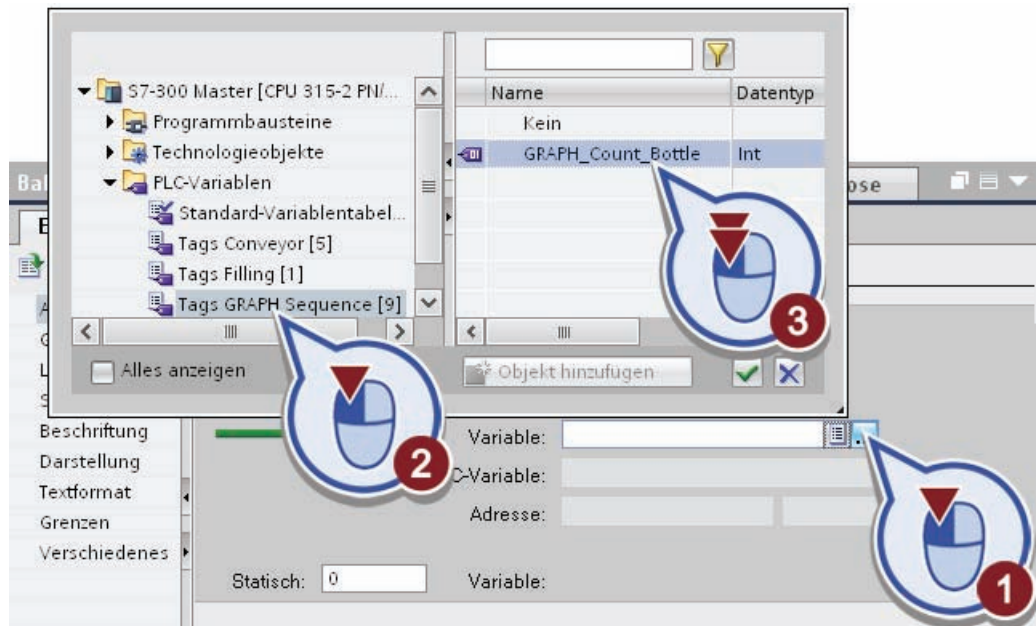 Name
Datentyp
S7-300 Master [CPU 315-2 PN/...
Programmbausteine
Technologieobjekte
PLC-Variablen
Standard-Variablentabel...
Tags Conveyor [5]
Tags Filling [1]
Tags GRAPH Sequence [9]
Kein
GRAPH_Count_Bottle
Int
Alles anzeigen
Objekt hinzufügen
3
2
Beschriftung
Darstellung
Textformat
Grenzen
Verschiedenes
Variable:
C-Variable:
Adresse:
Statisch: 0
Variable:
1